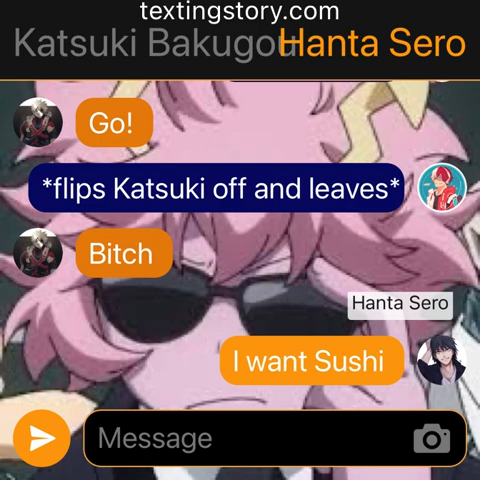 textingstory.com
Katsuki Bakugou Hanta Sero
Go!
*flips Katsuki off and leaves*
Bitch
Hanta Sero
I want Sushi
Message